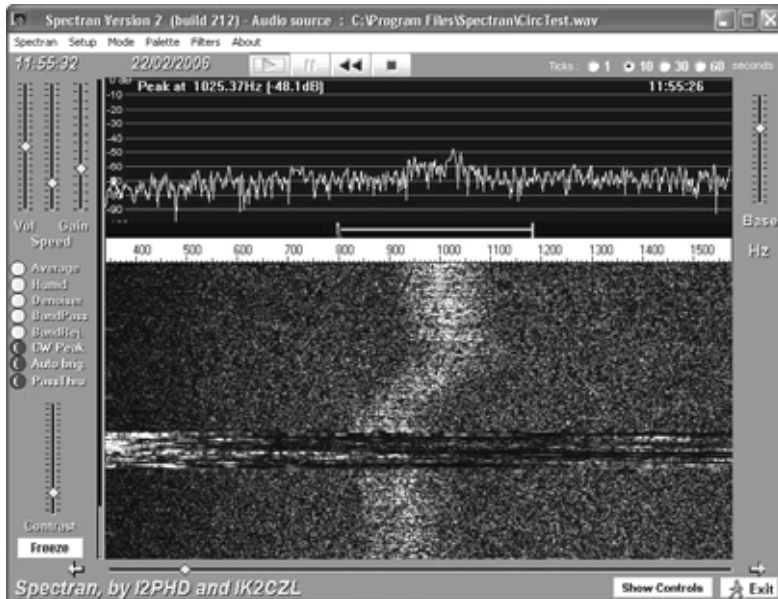 Spectran Version 2 (build 212) - Audio source : C:\Program Files\Spectran\CircTest.wav
Spectran Setup Mode Palette Filters About
11:55:32 22/02/2006 Ticks: 1 10 30 60 seconds
Peak at 1025.37Hz [-48.1dB] 11:55:26
-10
-20
-30
-40
-50
-60
-70
-80
-90
Vol Gain
Speed
Base
400 500 600 700 800 900 1000 1100 1200 1300 1400 1500 Hz
Average
Humid
Denoiser
BandPass
BandRej.
CW Peak
Auto brig.
PassThru
Contrast
Freeze
Spectran, by I2PHD and IK2CZL Show Controls Exit